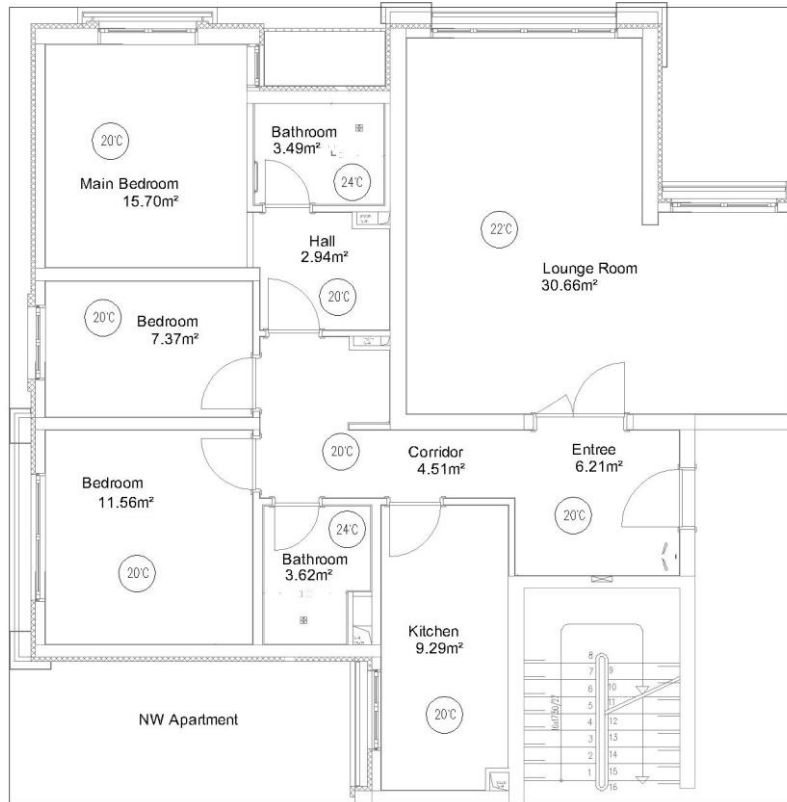 Bathroom
3.49m²
20°C
24°C
Main Bedroom
15.70m²
22°C
Hall
2.94m²
Lounge Room
30.66m²
20°C
20°C
Bedroom
7.37m²
Corridor
4.51m²
Entree
6.21m²
20°C
Bedroom
11.56m²
20°C
24°C
Bathroom
3.62m²
20°C
Kitchen
9.29m²
20°C
NW Apartment
8
7
6
5
4
3
2
1
9
10
11
12
13
14
15
16